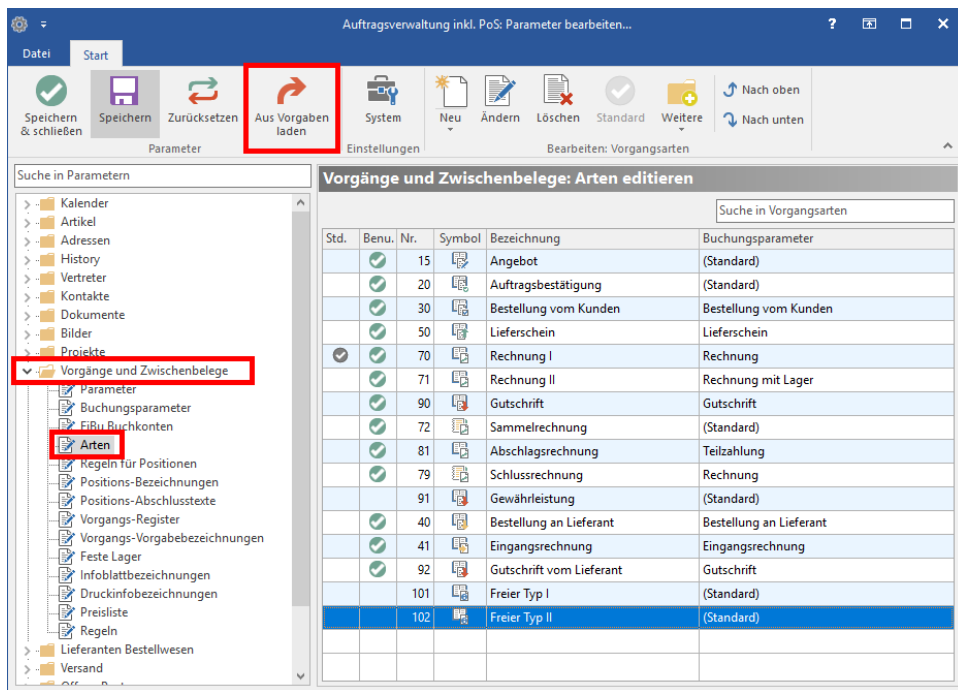 Auftragsverwaltung inkl. PoS: Parameter bearbeiten...
?
Datei
Start
Speichern & schließen
Speichern
Zurücksetzen
Aus Vorgaben laden
System
Neu
Ändern
Löschen
Standard
Weitere
Nach oben
Nach unten
Parameter
Einstellungen
Bearbeiten: Vorgangsarten
Suche in Parametern
Kalender
Artikel
Adressen
History
Vertreter
Kontakte
Dokumente
Bilder
Projekte
Vorgänge und Zwischenbelege
Parameter
Buchungsparameter
FiBu Buchkonten
Arten
Regeln für Positionen
Positions-Bezeichnungen
Positions-Abschlusstexte
Vorgangs-Register
Vorgangs-Vorgabebezeichnungen
Feste Lager
Infoblattbezeichnungen
Druckinfobezeichnungen
Preisliste
Regeln
Lieferanten Bestellwesen
Versand
Vorgänge und Zwischenbelege: Arten editieren
Suche in Vorgangsarten
Std. Benu. Nr. Symbol Bezeichnung Buchungsparameter
15 Angebot (Standard)
20 Auftragsbestätigung (Standard)
30 Bestellung vom Kunden Bestellung vom Kunden
50 Lieferschein Lieferschein
70 Rechnung I Rechnung
71 Rechnung II Rechnung mit Lager
90 Gutschrift Gutschrift
72 Sammelrechnung (Standard)
81 Abschlagsrechnung Teilzahlung
79 Schlussrechnung Rechnung
91 Gewährleistung (Standard)
40 Bestellung an Lieferant Bestellung an Lieferant
41 Eingangsrechnung Eingangsrechnung
92 Gutschrift vom Lieferant Gutschrift
101 Freier Typ I (Standard)
102 Freier Typ II (Standard)